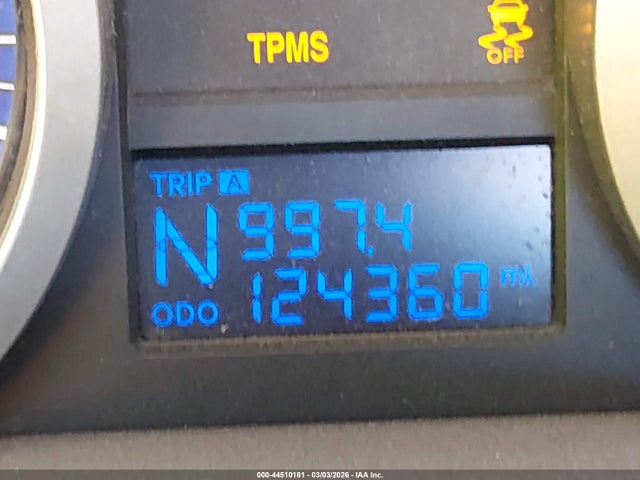 TPMS
OFF
TRIP A
N 997.4
ODO 124360 mi
000-44510181 - 03/03/2026 - IAA Inc.